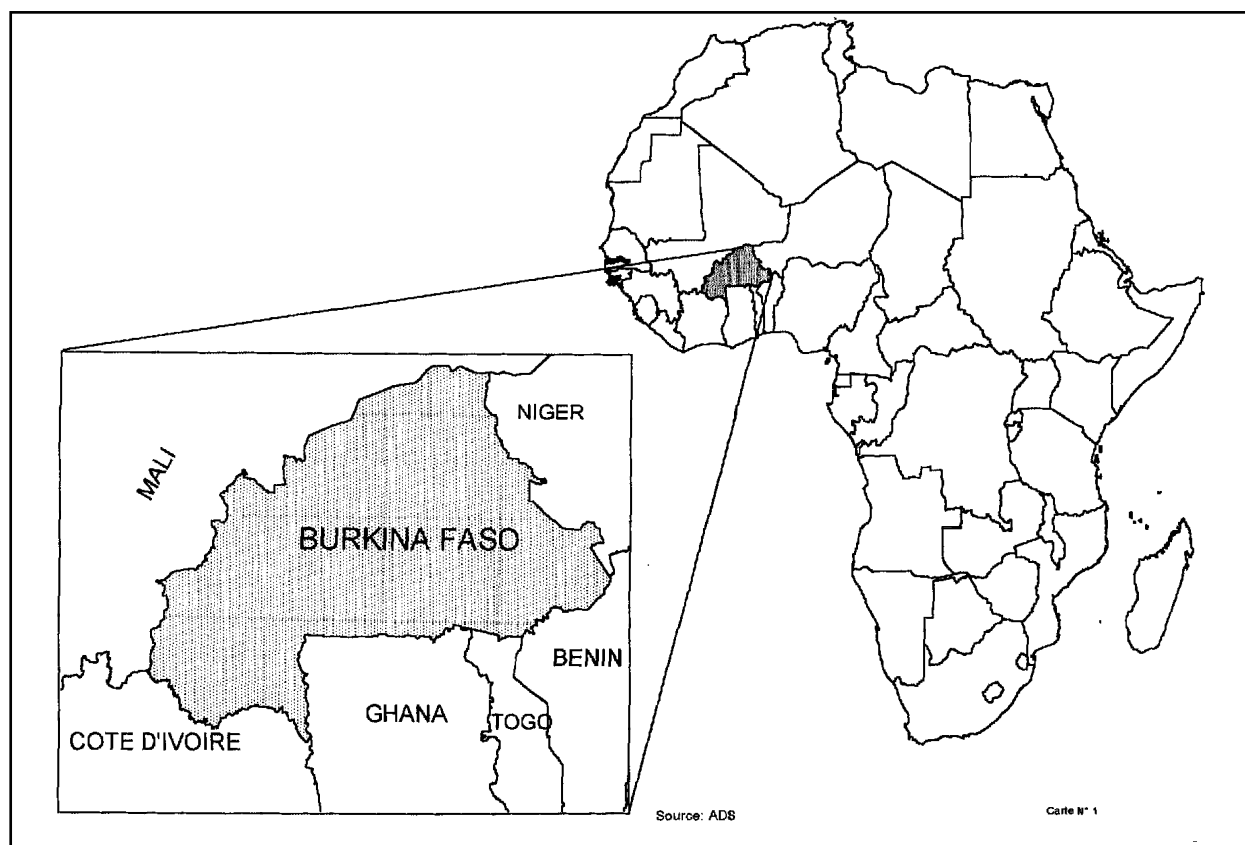 NIGER
MALI
BURKINA FASO
BENIN
GHANA
TOGO
COTE D'IVOIRE
Source: ADS
Carte N° 1